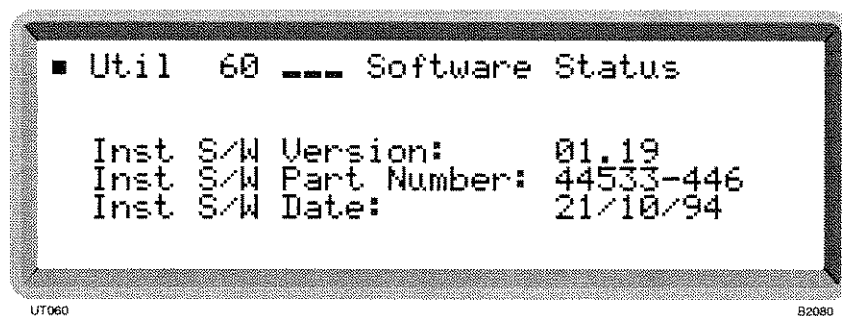 ■ Util 60 ▂▂▂ Software Status
Inst S/W Version: 01.19
Inst S/W Part Number: 44533-446
Inst S/W Date: 21/10/94
UT060 B2080